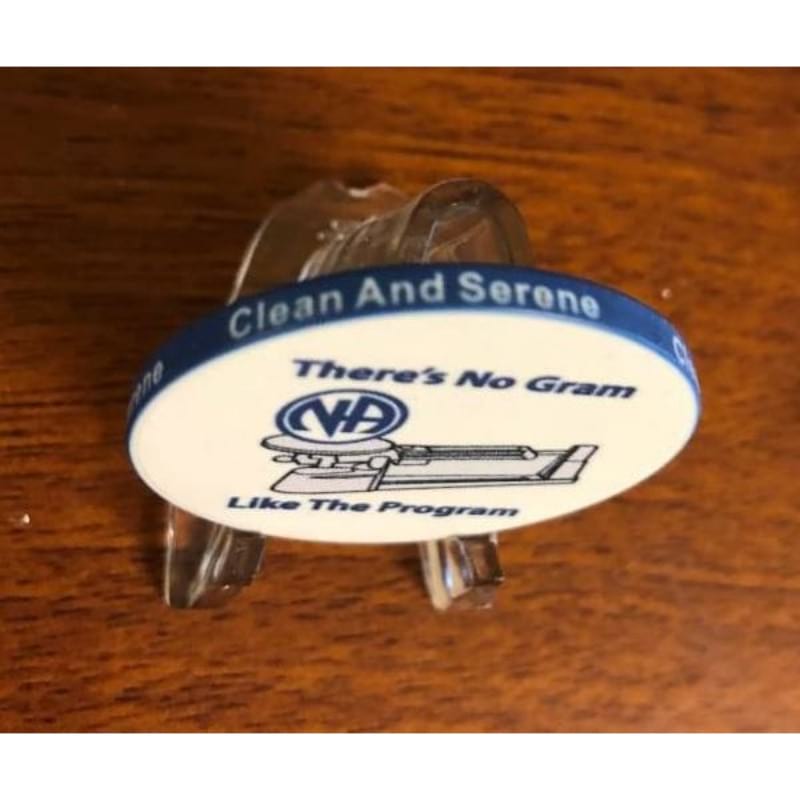 Clean And Serene
There's No Gram
NA
Like The Program